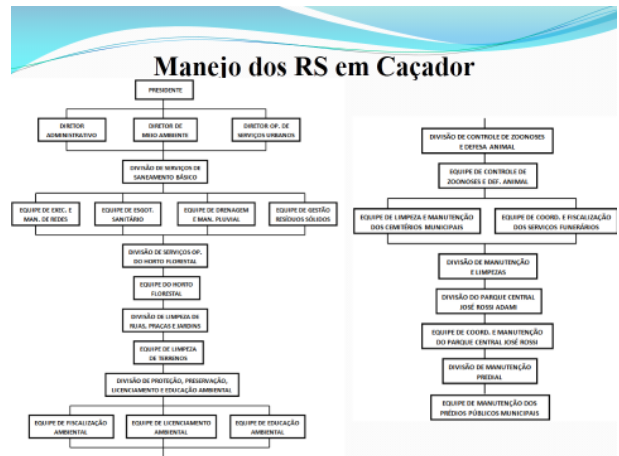 Manejo dos RS em Caçador
PRESIDENTE
DIRETOR
ADMINISTRATIVO
DIRETOR DE
MEIO AMBIENTE
DIRETOR OP. DE
SERVIÇOS URBANOS
DIVISÃO DE SERVIÇOS DE
SANEAMENTO BÁSICO
EQUIPE DE EXEC. E
MAN. DE REDES
EQUIPE DE ESGOT.
SANITÁRIO
EQUIPE DE DRENAGEM
E MAN. PLUVIAL
EQUIPE DE GESTÃO
RESÍDUOS SÓLIDOS
DIVISÃO DE SERVIÇOS OP.
DO HORTO FLORESTAL
EQUIPE DO HORTO
FLORESTAL
DIVISÃO DE LIMPEZA DE
RUAS, PRAÇAS E JARDINS
EQUIPE DE LIMPEZA
DE TERRENOS
DIVISÃO DE PROTEÇÃO, PRESERVAÇÃO,
LICENCIAMENTO E EDUCAÇÃO AMBIENTAL
EQUIPE DE FISCALIZAÇÃO
AMBIENTAL
EQUIPE DE LICENCIAMENTO
AMBIENTAL
EQUIPE DE EDUCAÇÃO
AMBIENTAL
DIVISÃO DE CONTROLE DE ZOONOSES
E DEFESA ANIMAL
EQUIPE DE CONTROLE DE
ZOONOSES E DEF. ANIMAL
EQUIPE DE LIMPEZA E MANUTENÇÃO
DOS CEMITÉRIOS MUNICIPAIS
EQUIPE DE COORD. E FISCALIZAÇÃO
DOS SERVIÇOS FUNERÁRIOS
DIVISÃO DE MANUTENÇÃO
E LIMPEZAS
DIVISÃO DO PARQUE CENTRAL
JOSÉ ROSSI ADAMI
EQUIPE DE COORD. E MANUTENÇÃO
DO PARQUE CENTRAL JOSÉ ROSSI
DIVISÃO DE MANUTENÇÃO
PREDIAL
EQUIPE DE MANUTENÇÃO DOS
PRÉDIOS PÚBLICOS MUNICIPAIS